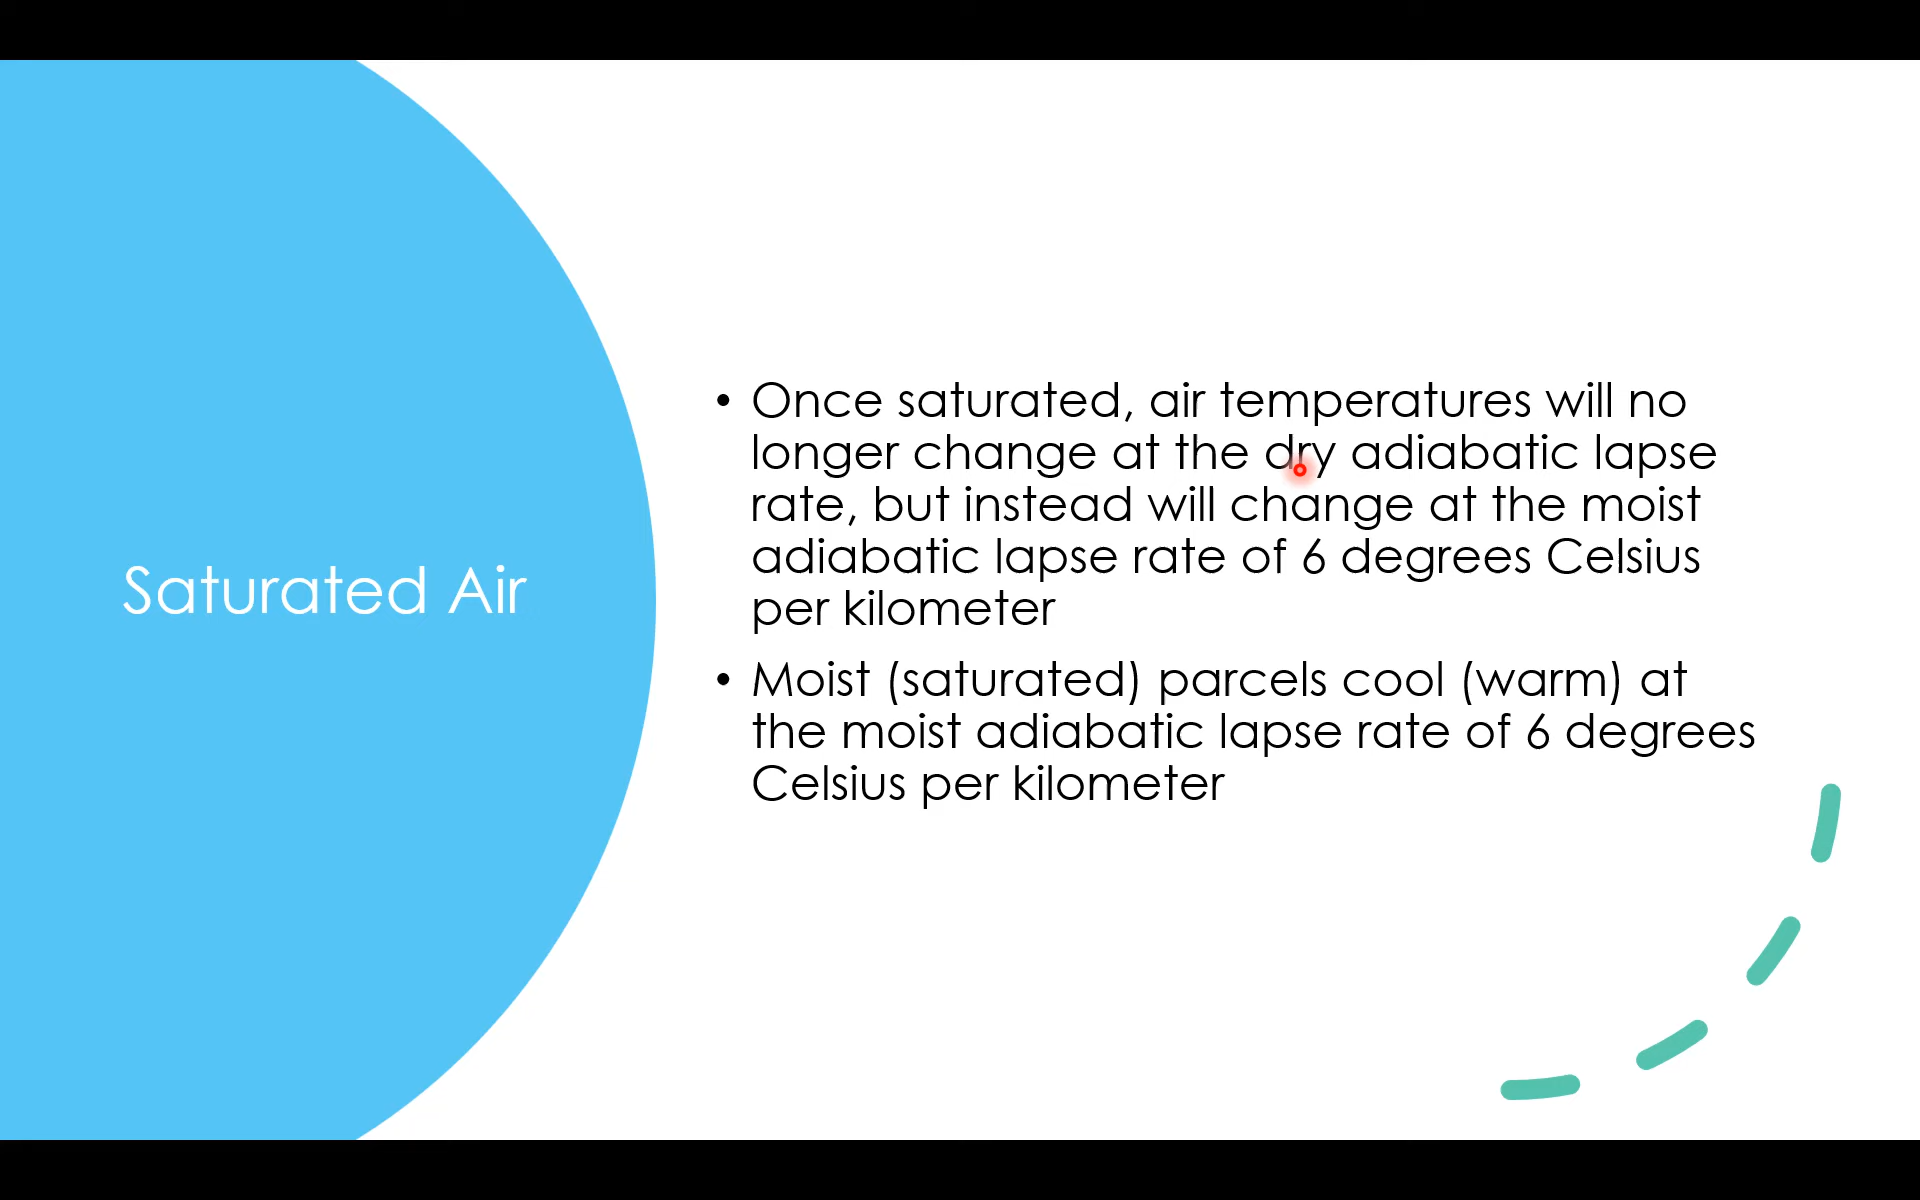 Saturated Air
• Once saturated, air temperatures will no
longer change at the dry adiabatic lapse
rate, but instead will change at the moist
adiabatic lapse rate of 6 degrees Celsius
per kilometer
• Moist (saturated) parcels cool (warm) at
the moist adiabatic lapse rate of 6 degrees
Celsius per kilometer